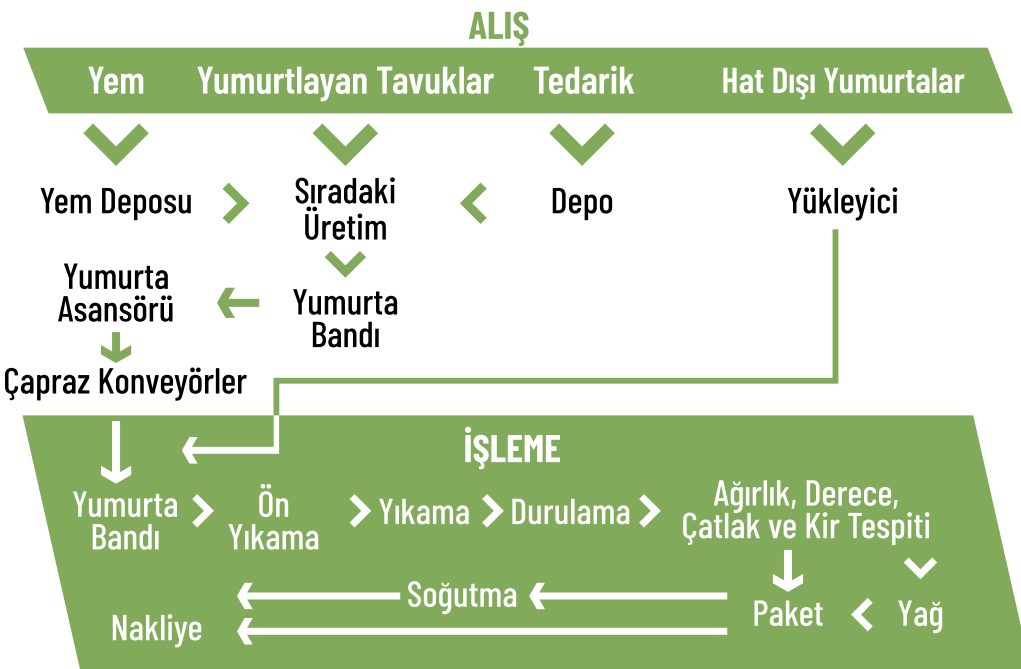 ALIŞ
Yem
Yumurtlayan Tavuklar
Tedarik
Hat Dışı Yumurtalar
Yem Deposu
Sıradaki
Üretim
Depo
Yükleyici
Yumurta
Asansörü
Yumurta
Bandı
Çapraz Konveyörler
İŞLEME
Yumurta
Bandı
Ön
Yıkama
Yıkama
Durulama
Ağırlık, Derece,
Çatlak ve Kir Tespiti
Soğutma
Nakliye
Paket
Yağ